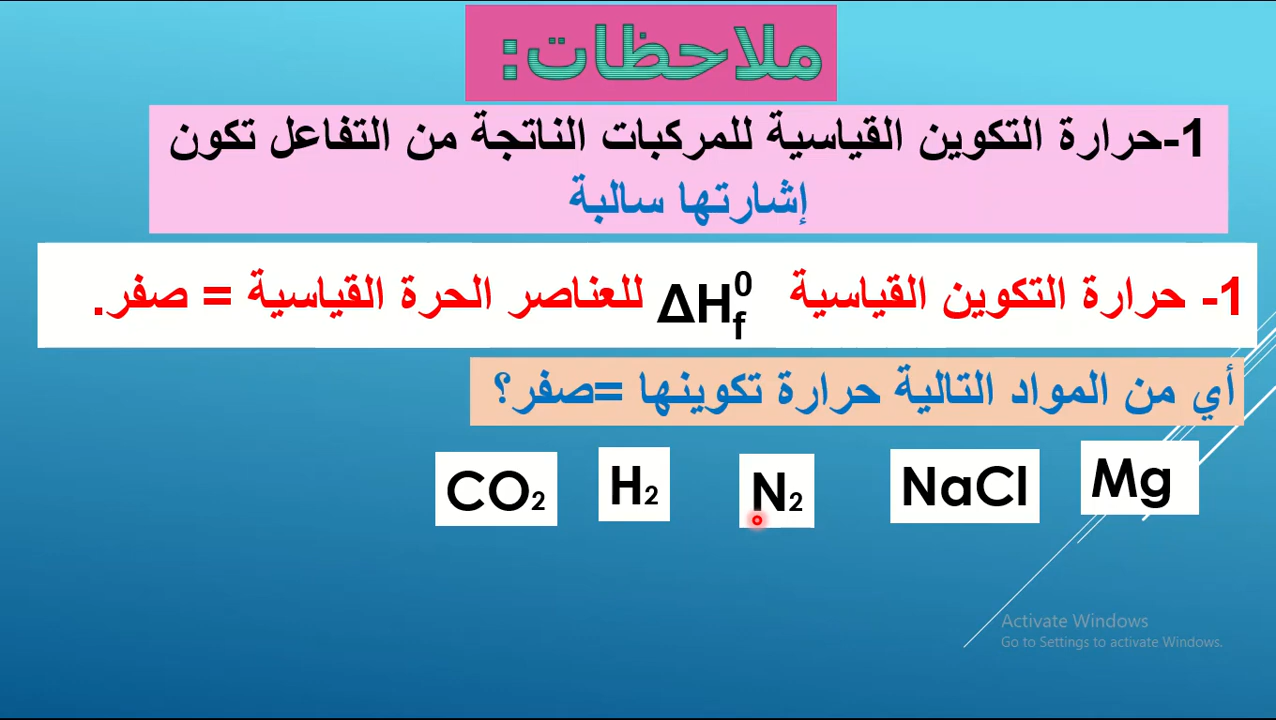 ملاحظات:
1-حرارة التكوين القياسية للمركبات الناتجة من التفاعل تكون
إشارتها سالبة
1- حرارة التكوين القياسية ΔH⁰f للعناصر الحرة القياسية = صفر.
أي من المواد التالية حرارة تكوينها =صفر؟
Mg NaCl N2 H2 CO2
Activate Windows
Go to Settings to activate Windows.